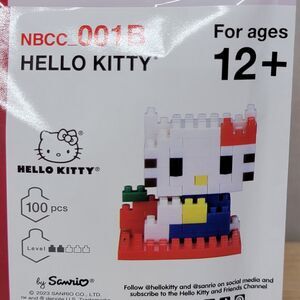 NBCC_001B
HELLO KITTY®
For ages
12+
HELLO KITTY®
100 pcs
Level
by Sanrio®
© 2023 SANRIO CO.,
Follow @hellokitty and @sanrio on social media and
subscribe to the Hello Kitty and Friends Channel